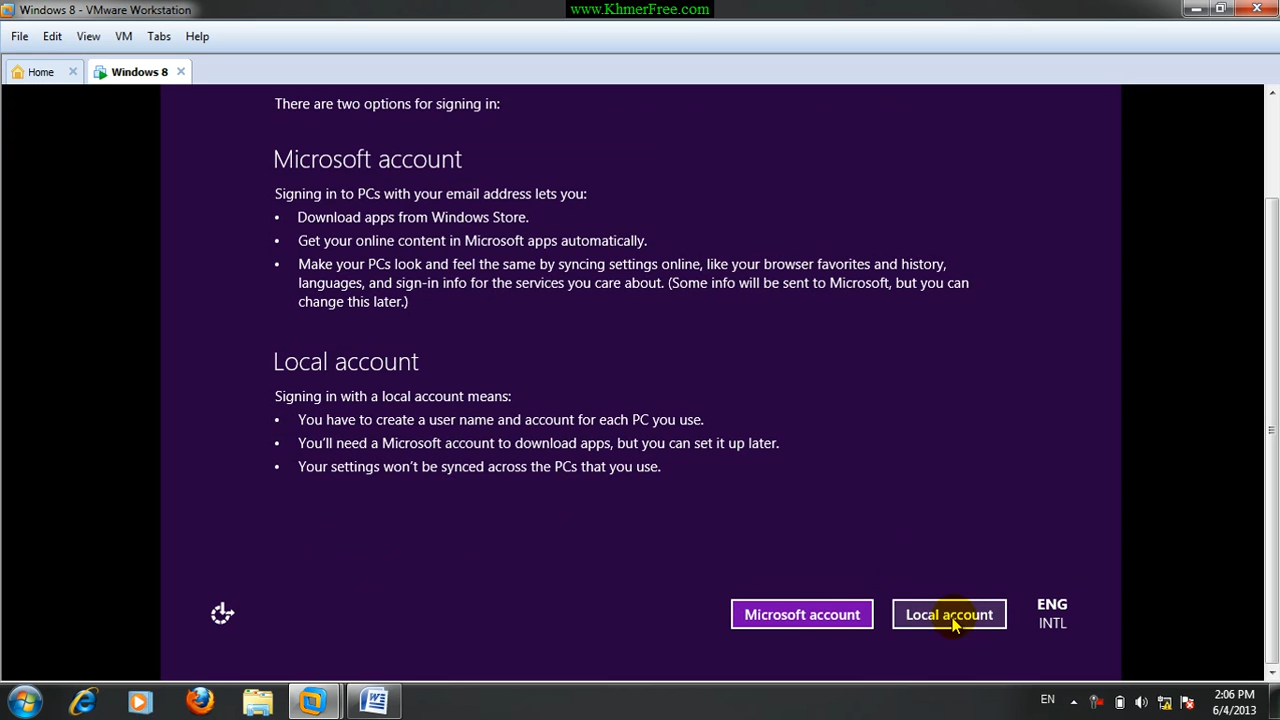 Windows 8 - VMware Workstation
www.KhmerFree.com
File Edit View VM Tabs Help
Home Windows 8
There are two options for signing in:
Microsoft account
Signing in to PCs with your email address lets you:
• Download apps from Windows Store.
• Get your online content in Microsoft apps automatically.
• Make your PCs look and feel the same by syncing settings online, like your browser favorites and history,
languages, and sign-in info for the services you care about. (Some info will be sent to Microsoft, but you can
change this later.)
Local account
Signing in with a local account means:
• You have to create a user name and account for each PC you use.
• You'll need a Microsoft account to download apps, but you can set it up later.
• Your settings won't be synced across the PCs that you use.
Microsoft account
Local account
ENG
INTL
EN
2:06 PM
6/4/2013